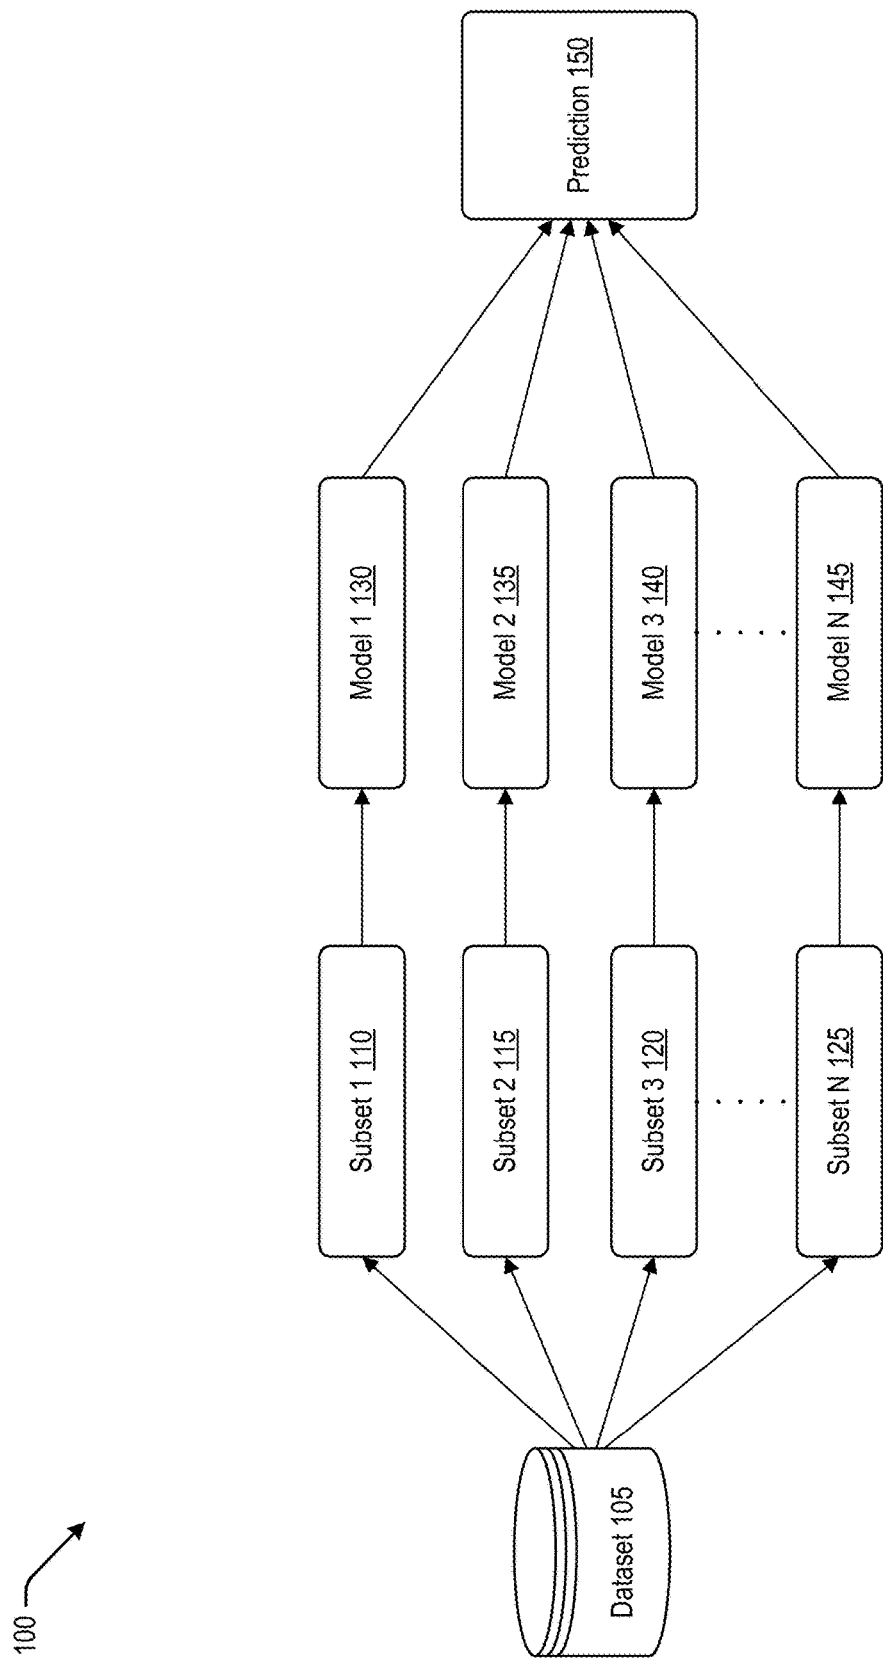 100
Dataset 105
Subset 1 110
Subset 2 115
Subset 3 120
. . . . .
Subset N 125
Model 1 130
Model 2 135
Model 3 140
. . . . .
Model N 145
Prediction 150